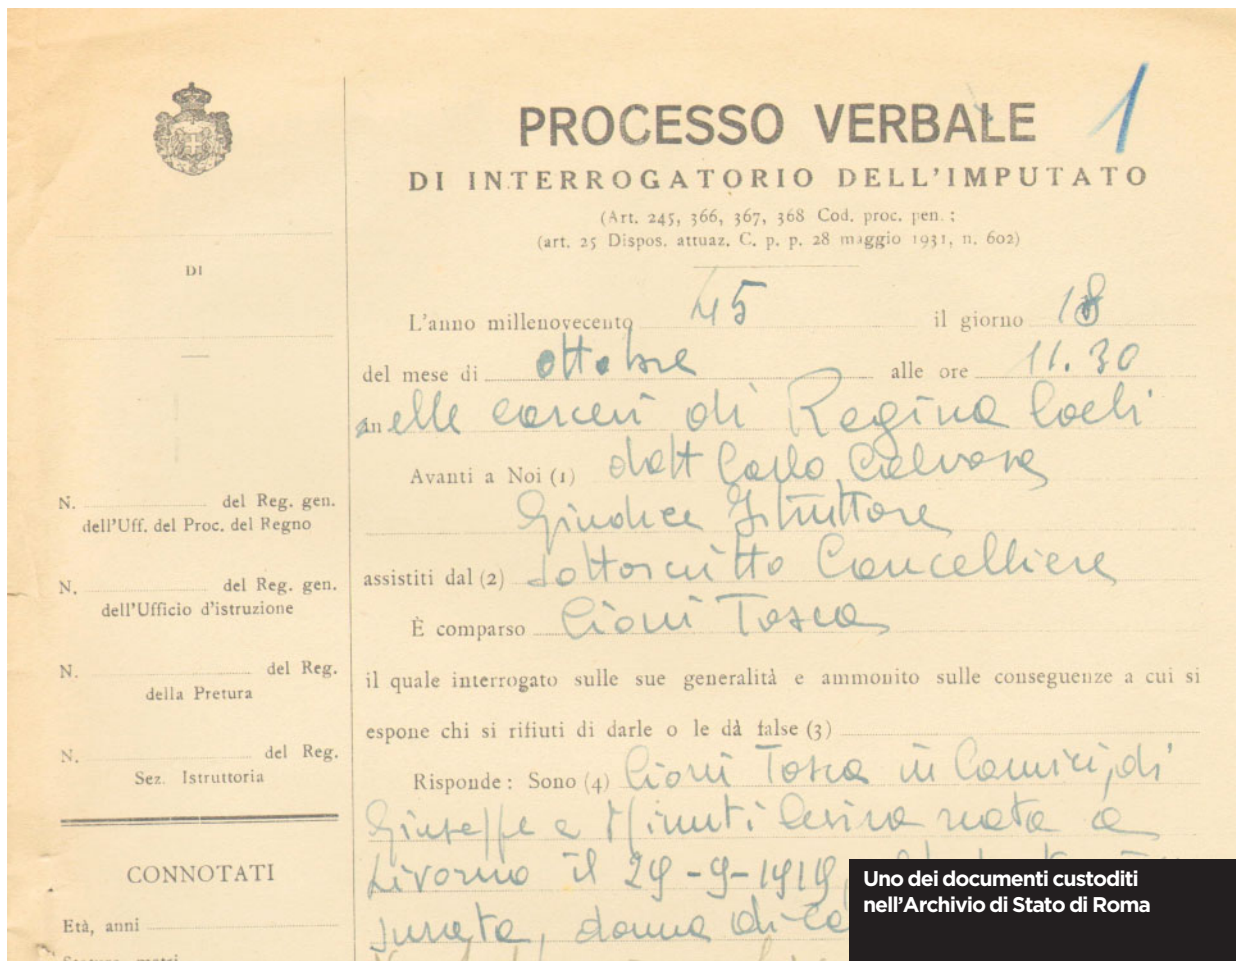 1
PROCESSO VERBALE
DI INTERROGATORIO DELL'IMPUTATO
(Art. 245, 366, 367, 368 Cod. proc. pen. ;
(art. 25 Dispos. attuaz. C. p. p. 28 maggio 1931, n. 602)
DI
L'anno millenovecento 45 il giorno 18
del mese di ottobre alle ore 11.30
in elle carceri di Regina Coeli
Avanti a Noi (1) dott Carlo
Giudice Istruttore
assistiti dal (2) sottoscritto Cancelliere
È comparso Cioni Tosca
il quale interrogato sulle sue generalità e ammonito sulle conseguenze a cui si
espone chi si rifiuti di darle o le dà false (3)
Risponde : Sono (4) Cioni Tosca in di
Giuseppe e nata a
Livorno il 29-9-1919,
donna di
N. del Reg. gen.
dell'Uff. del Proc. del Regno
N. del Reg. gen.
dell'Ufficio d'istruzione
N. del Reg.
della Pretura
N. del Reg.
Sez. Istruttoria
CONNOTATI
Età, anni
Uno dei documenti custoditi
nell'Archivio di Stato di Roma